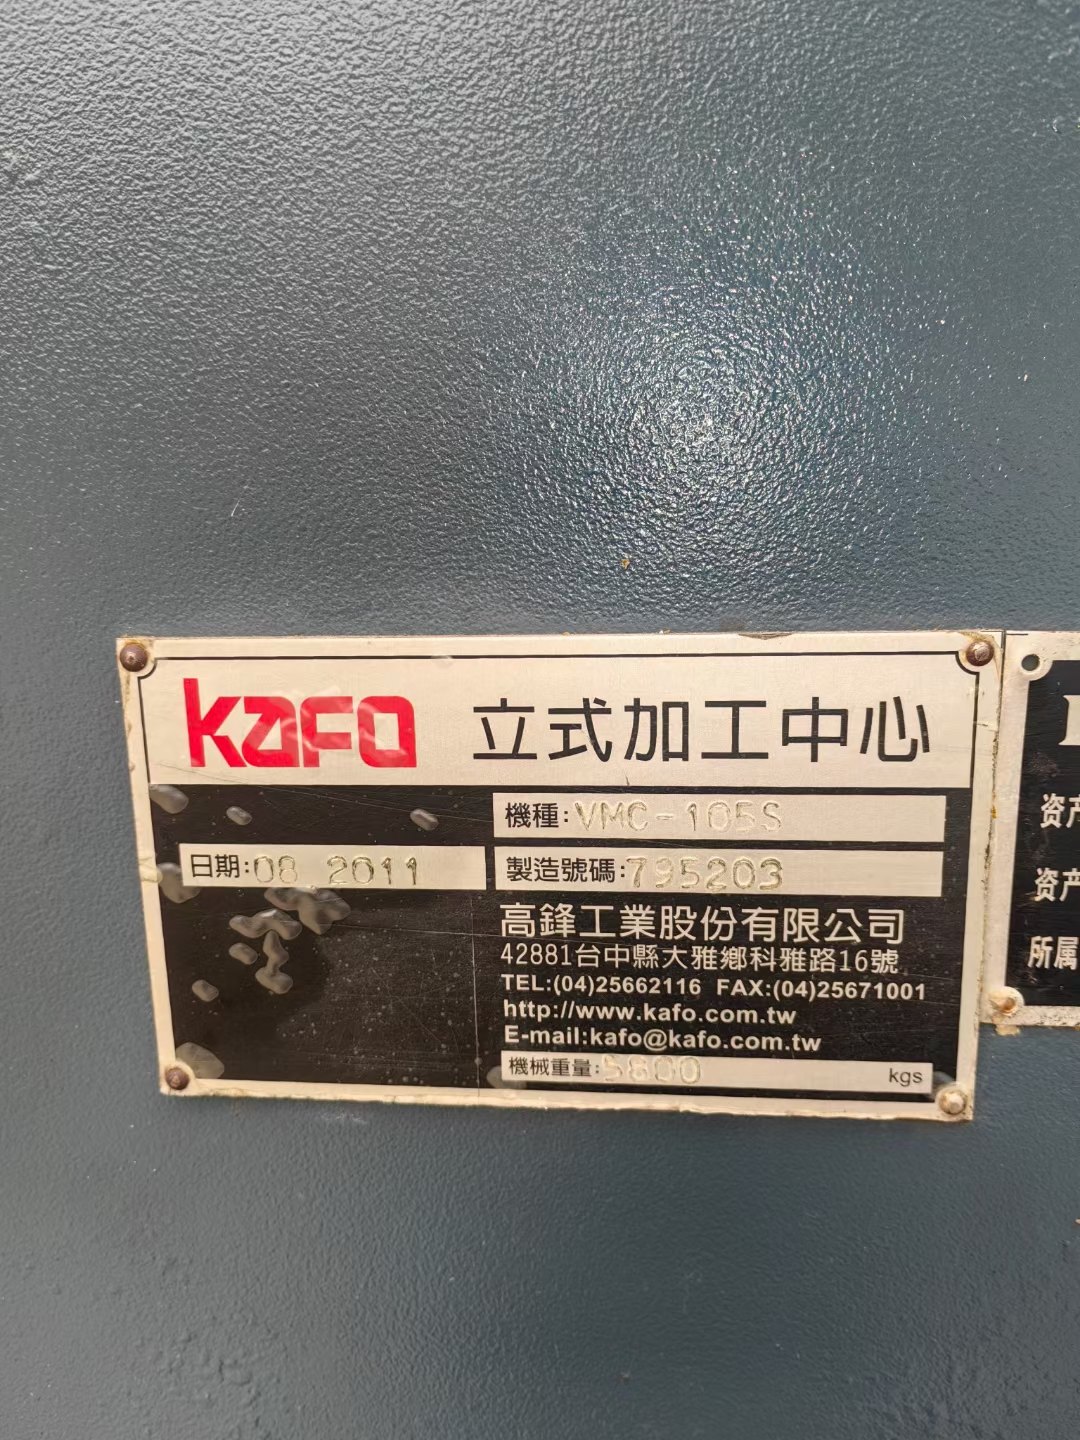 KAFO 立式加工中心
機種:VMC-105S
日期:08 2011
製造號碼:795203
高鋒工業股份有限公司
42881台中縣大雅鄉科雅路16號
TEL:(04)25662116 FAX:(04)25671001
http://www.kafo.com.tw
E-mail:kafo@kafo.com.tw
機械重量:5800 kgs
资产
资产
所属